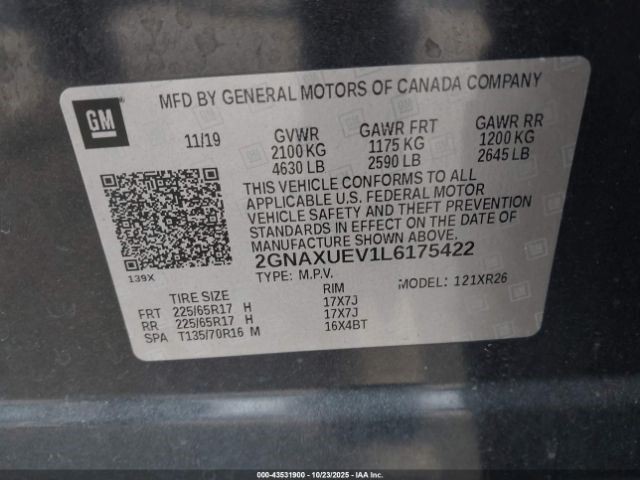 GM
MFD BY GENERAL MOTORS OF CANADA COMPANY
11/19 GVWR GAWR FRT GAWR RR
2100 KG 1175 KG 1200 KG
4630 LB 2590 LB 2645 LB
THIS VEHICLE CONFORMS TO ALL
APPLICABLE U.S. FEDERAL MOTOR
VEHICLE SAFETY AND THEFT PREVENTION
STANDARDS IN EFFECT ON THE DATE OF
MANUFACTURE SHOWN ABOVE.
2GNAXUEV1L6175422
139X
TYPE: M.P.V. MODEL: 121XR26
TIRE SIZE RIM
FRT 225/65R17 H 17X7J
RR 225/65R17 H 17X7J
SPA T135/70R16 M 16X4BT
000-43531900 - 10/23/2025 - IAAI.COM